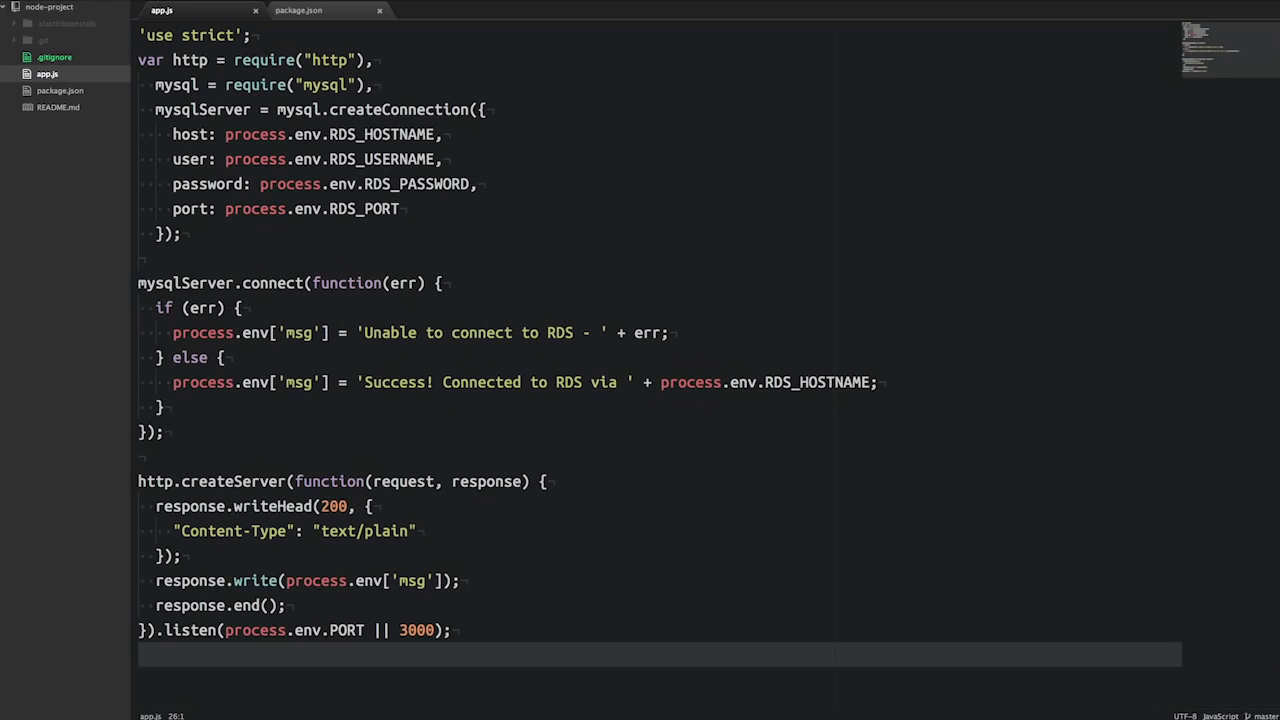 node-project
.elasticbeanstalk
.git
.gitignore
app.js
package.json
README.md
app.js
package.json
'use strict';
var http = require("http"),
mysql = require("mysql"),
mysqlServer = mysql.createConnection({
host: process.env.RDS_HOSTNAME,
user: process.env.RDS_USERNAME,
password: process.env.RDS_PASSWORD,
port: process.env.RDS_PORT
});
mysqlServer.connect(function(err) {
if (err) {
process.env['msg'] = 'Unable to connect to RDS - ' + err;
} else {
process.env['msg'] = 'Success! Connected to RDS via ' + process.env.RDS_HOSTNAME;
}
});
http.createServer(function(request, response) {
response.writeHead(200, {
"Content-Type": "text/plain"
});
response.write(process.env['msg']);
response.end();
}).listen(process.env.PORT || 3000);
app.js 26:1
UTF-8 JavaScript master